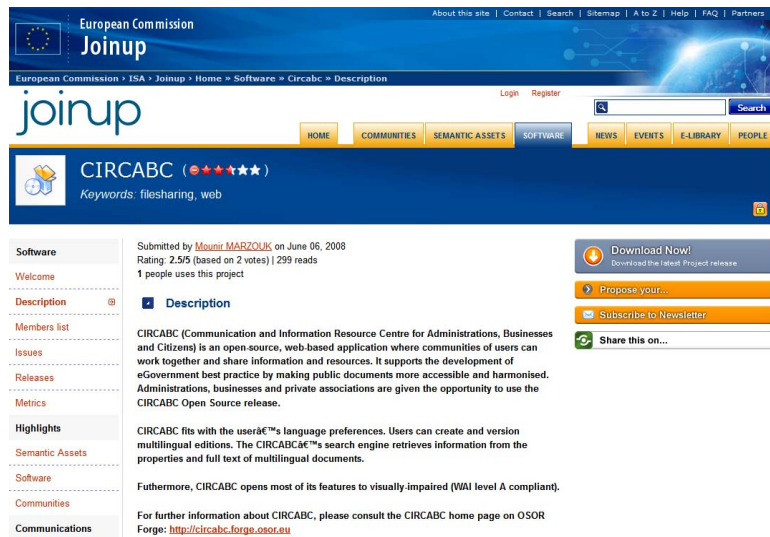 About this site | Contact | Search | Sitemap | A to Z | Help | FAQ | Partners
European Commission
Joinup
European Commission > ISA > Joinup > Home » Software » Circabc » Description
Login Register
joinup
Search
HOME COMMUNITIES SEMANTIC ASSETS SOFTWARE NEWS EVENTS E-LIBRARY PEOPLE
CIRCABC ( )
Keywords: filesharing, web
Software
Welcome
Description
Members list
Issues
Releases
Metrics
Highlights
Semantic Assets
Software
Communities
Communications
Submitted by Mounir MARZOUK on June 06, 2008
Rating: 2.5/5 (based on 2 votes) | 299 reads
1 people uses this project
Description
CIRCABC (Communication and Information Resource Centre for Administrations, Businesses
and Citizens) is an open-source, web-based application where communities of users can
work together and share information and resources. It supports the development of
eGovernment best practice by making public documents more accessible and harmonised.
Administrations, businesses and private associations are given the opportunity to use the
CIRCABC Open Source release.
CIRCABC fits with the userâ€™s language preferences. Users can create and version
multilingual editions. The CIRCABCâ€™s search engine retrieves information from the
properties and full text of multilingual documents.
Futhermore, CIRCABC opens most of its features to visually-impaired (WAI level A compliant).
For further information about CIRCABC, please consult the CIRCABC home page on OSOR
Forge: http://circabc.forge.osor.eu
Download Now!
Download the latest Project release
Propose your...
Subscribe to Newsletter
Share this on...